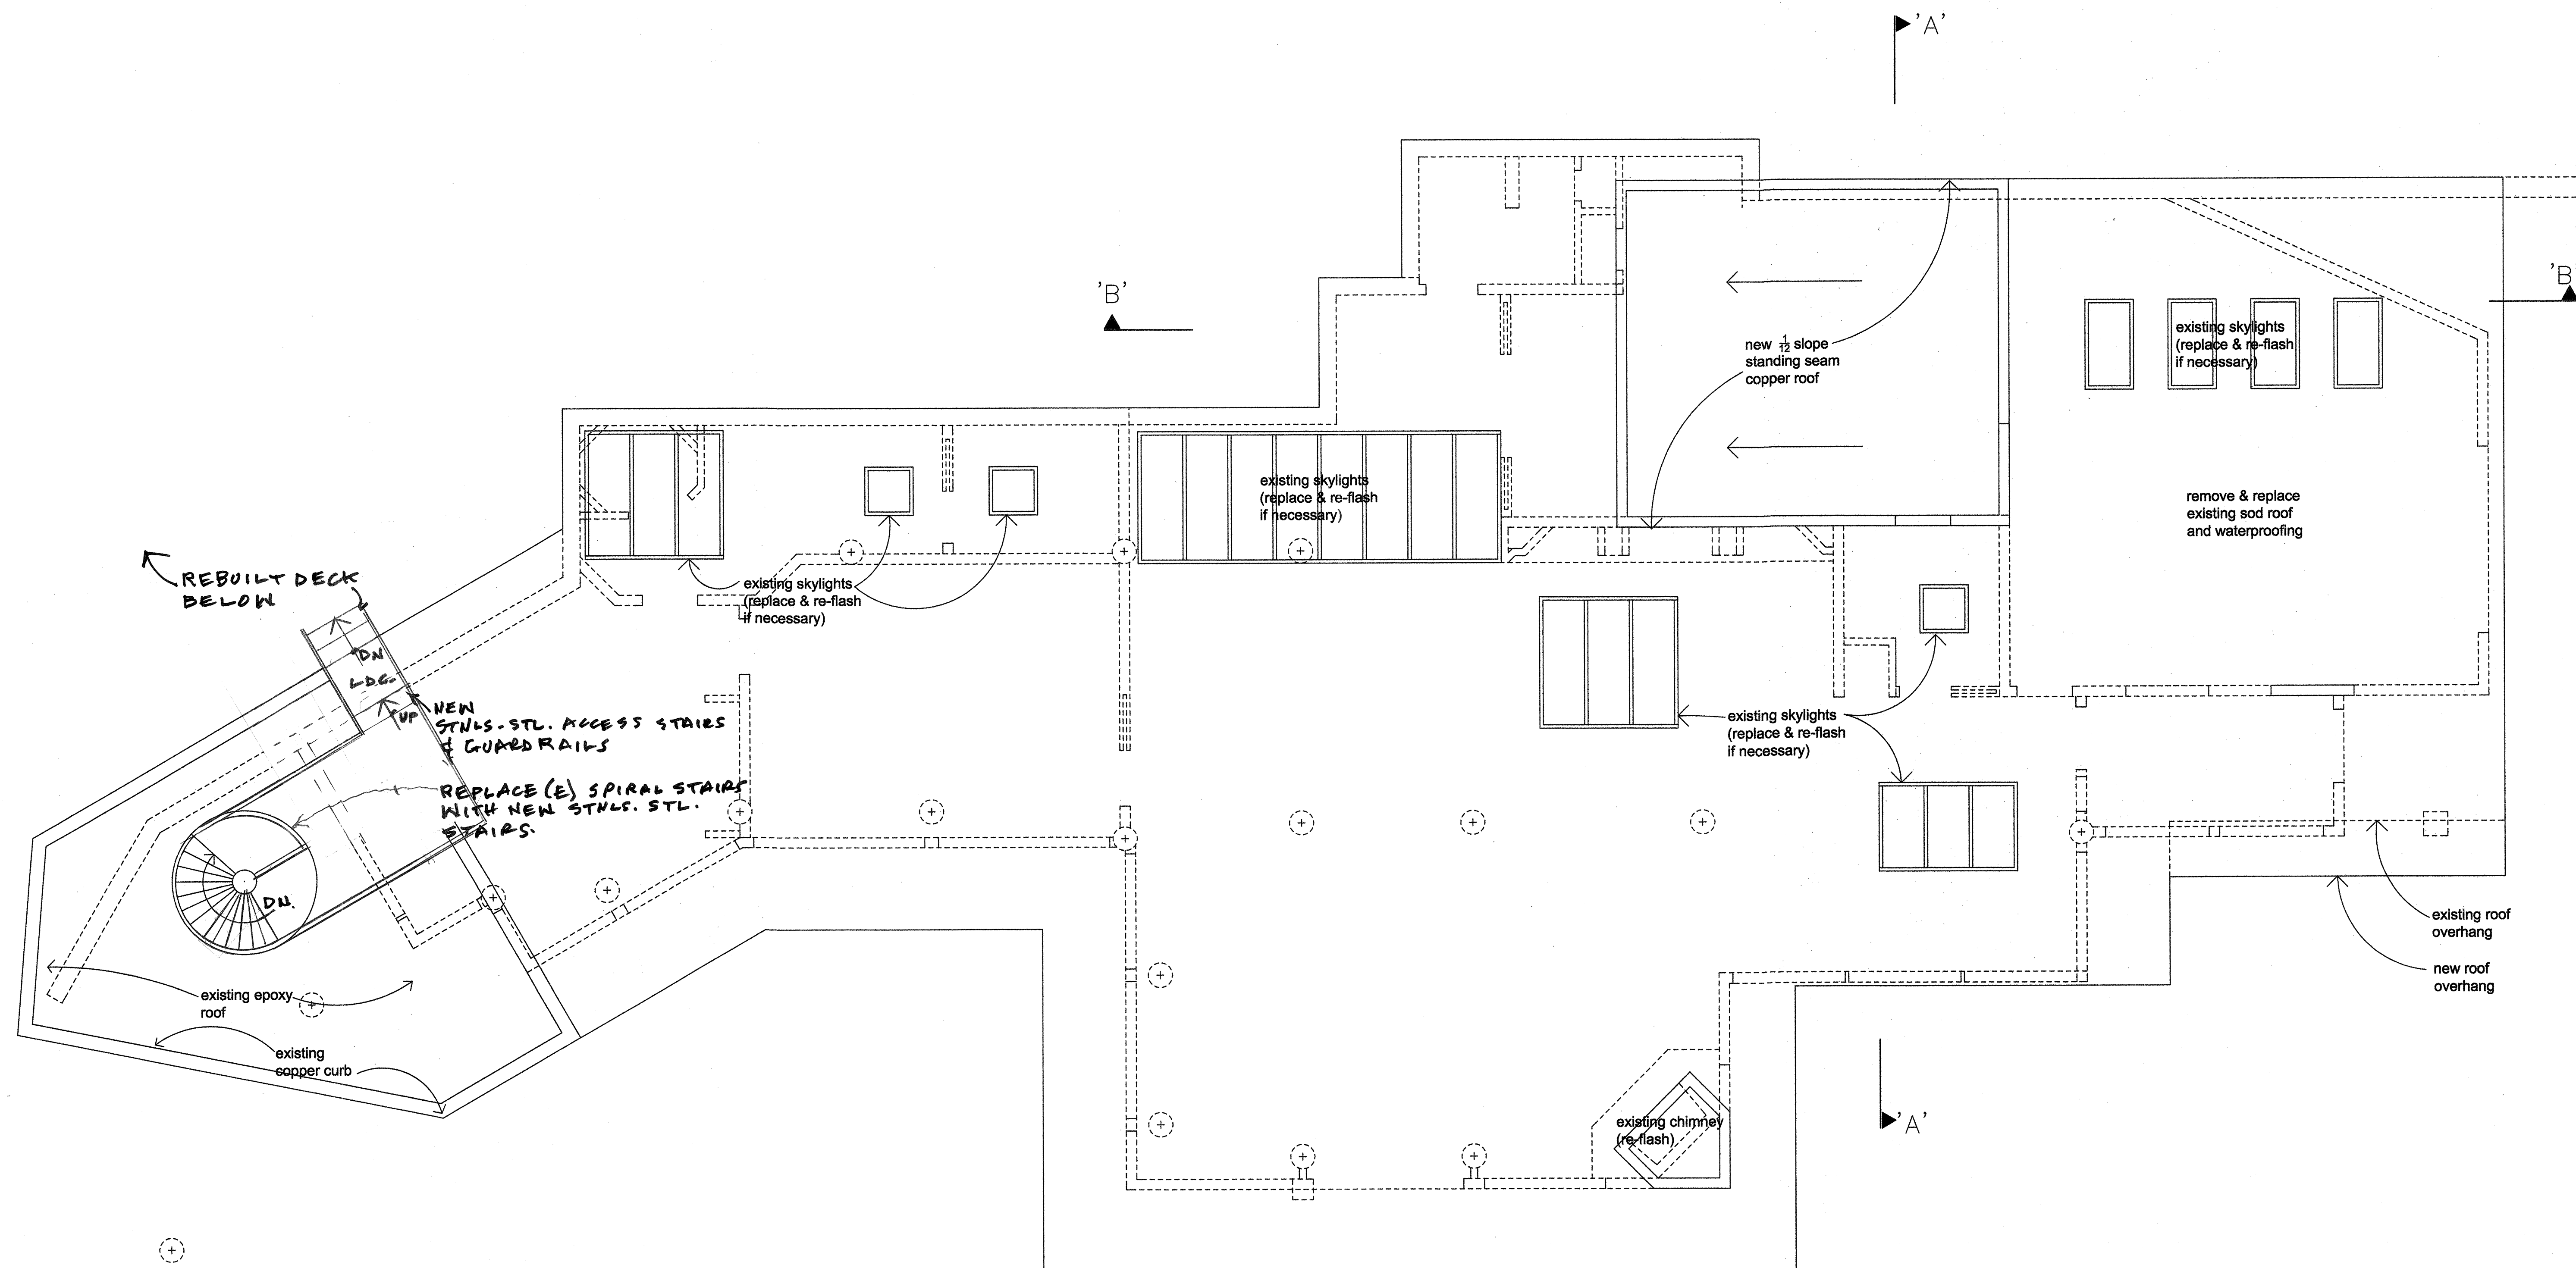 'A'
'B'
'B'
existing skylights
(replace & re-flash
if necessary)
new 1/12 slope
standing seam
copper roof
existing skylights
(replace & re-flash
if necessary)
remove & replace
existing sod roof
and waterproofing
REBUILT DECK
BELOW
existing skylights
(replace & re-flash
if necessary)
DN
LDG.
UP
NEW
STNLS. STL. ACCESS STAIRS
& GUARDRAILS
existing skylights
(replace & re-flash
if necessary)
REPLACE (E) SPIRAL STAIRS
WITH NEW STNLS. STL.
STAIRS.
DN.
existing roof
overhang
new roof
overhang
existing epoxy
roof
existing
copper curb
existing chimney
(re-flash)
'A'